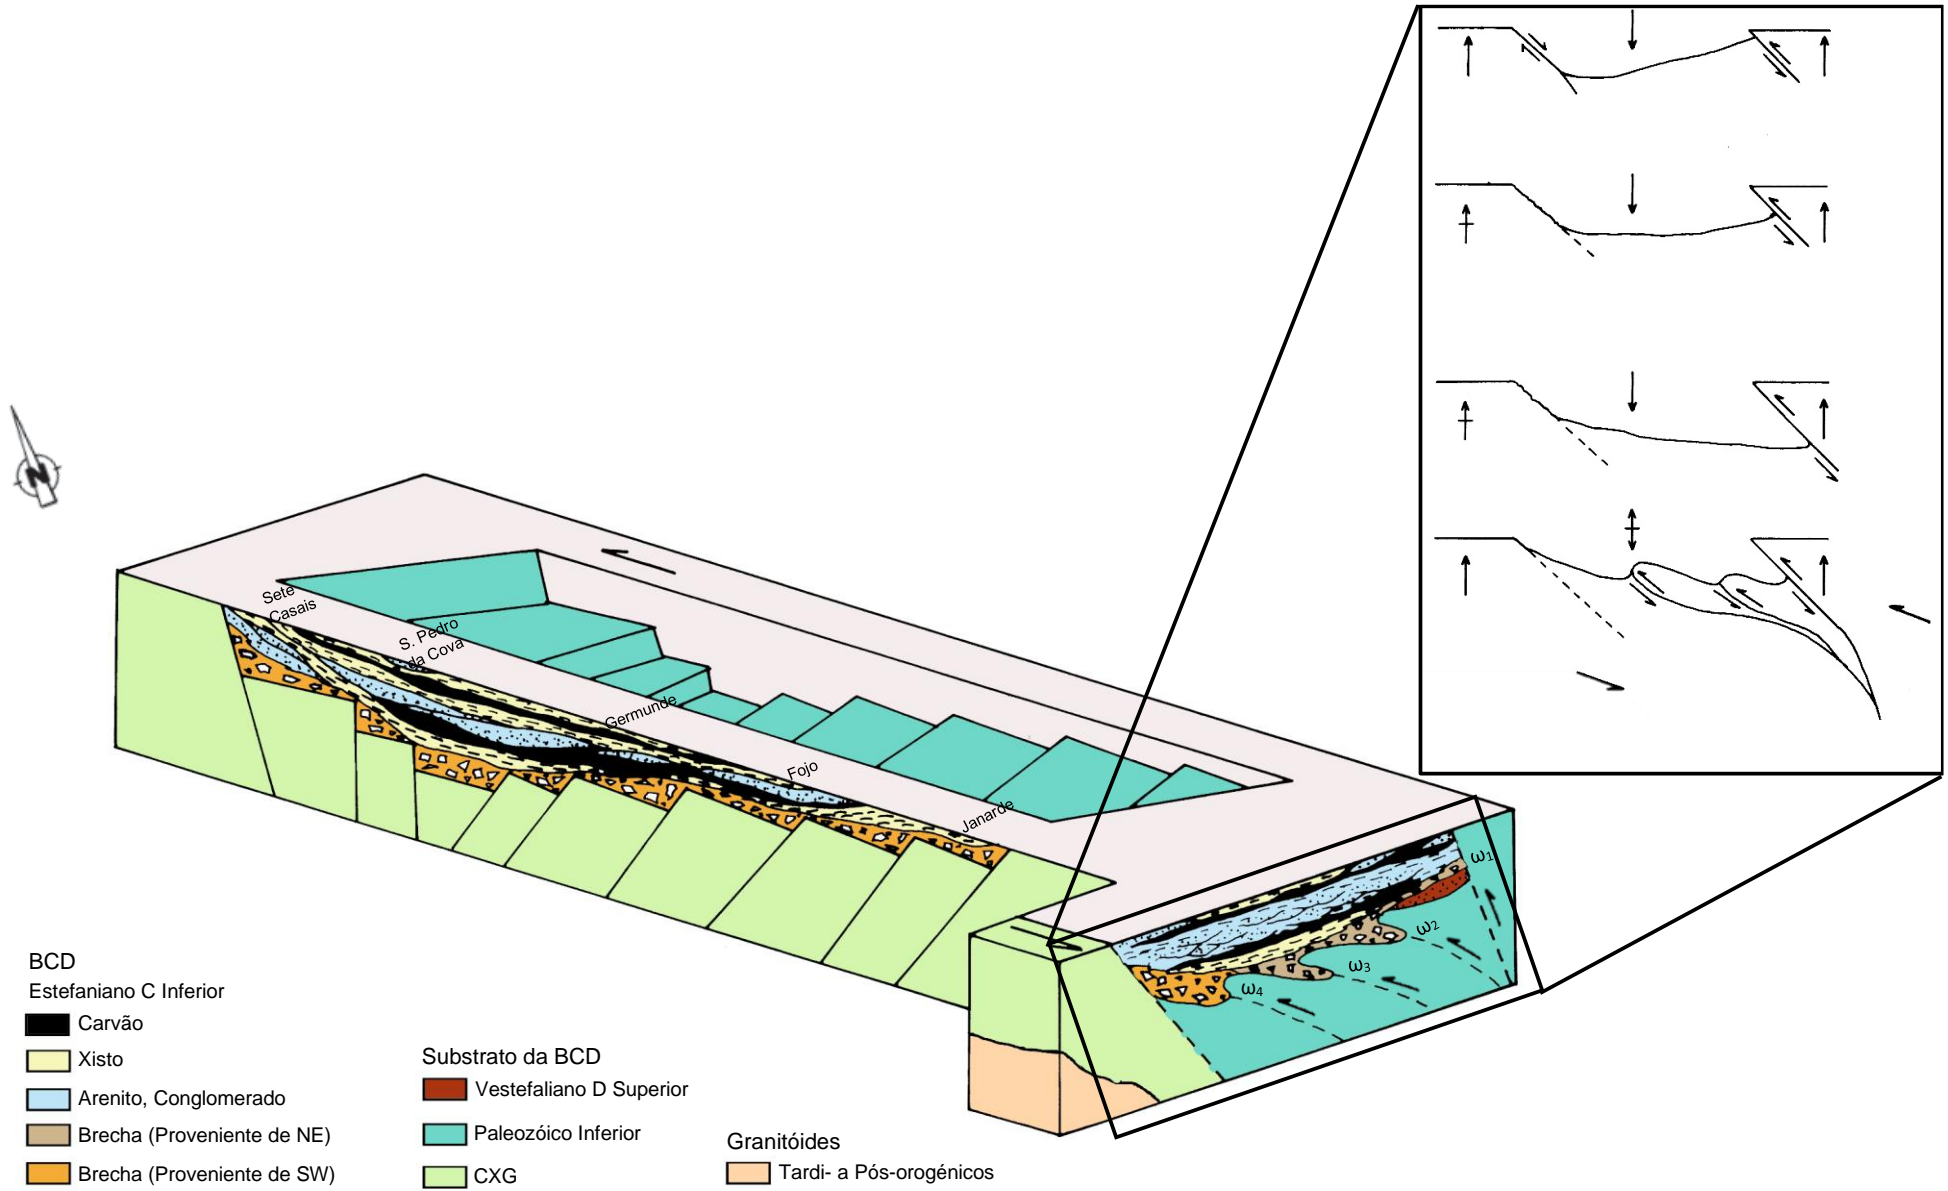 N
Sete
Casais
S. Pedro
da Cova
Germunde
Fojo
Janarde
ω1
ω2
ω3
ω4
BCD
Estefaniano C Inferior
Carvão
Xisto
Arenito, Conglomerado
Brecha (Proveniente de NE)
Brecha (Proveniente de SW)
Substrato da BCD
Vestefaliano D Superior
Paleozóico Inferior
CXG
Granitóides
Tardi- a Pós-orogénicos